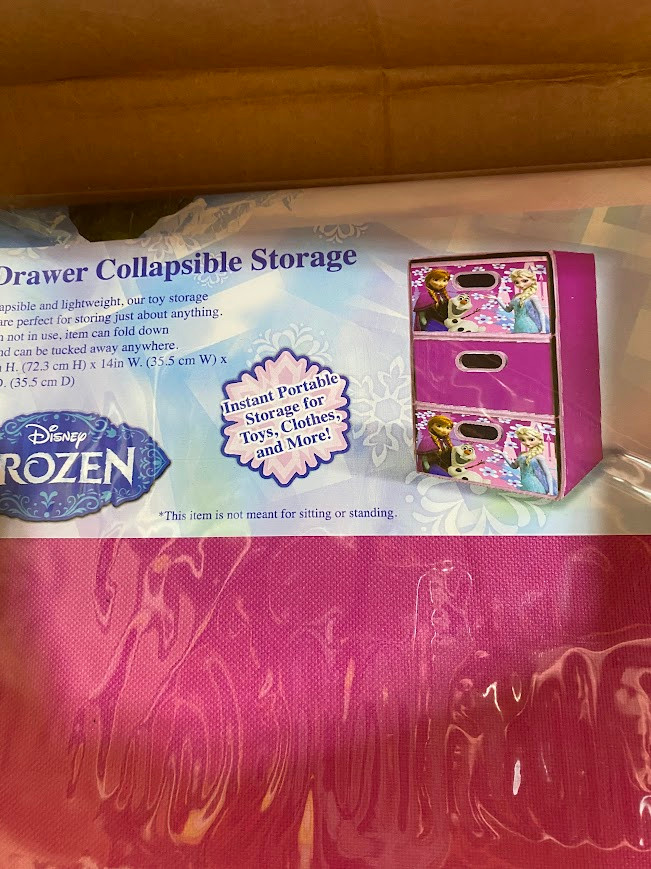 Drawer Collapsible Storage
apsible and lightweight, our toy storage
are perfect for storing just about anything.
not in use, item can fold down
nd can be tucked away anywhere.
H. (72.3 cm H) x 14in W. (35.5 cm W) x
. (35.5 cm D)
Instant Portable
Storage for
Toys, Clothes,
and More!
Disney
ROZEN
*This item is not meant for sitting or standing.